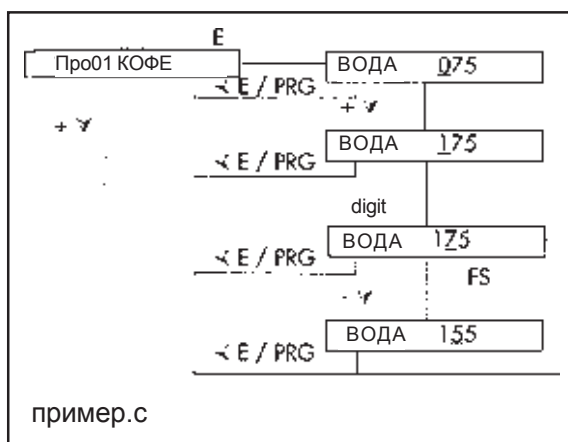 E
Про01 КОФЕ
ВОДА 075
E / PRG
+
+
ВОДА 175
E / PRG
digit
ВОДА 175
E / PRG
FS
-
ВОДА 155
E / PRG
пример.с